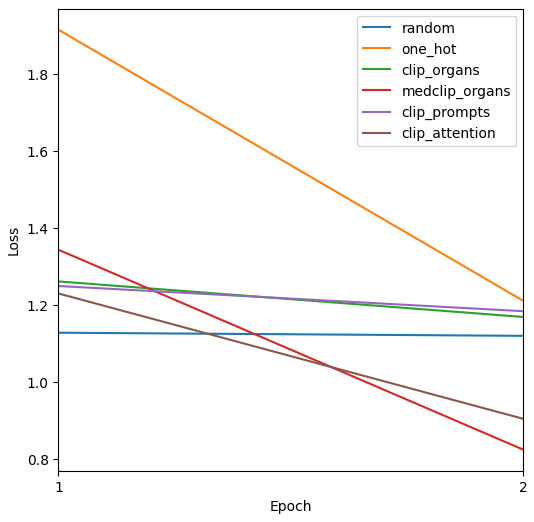 random
one_hot
clip_organs
medclip_organs
clip_prompts
clip_attention
1.8
1.6
1.4
1.2
1.0
0.8
Loss
1
2
Epoch